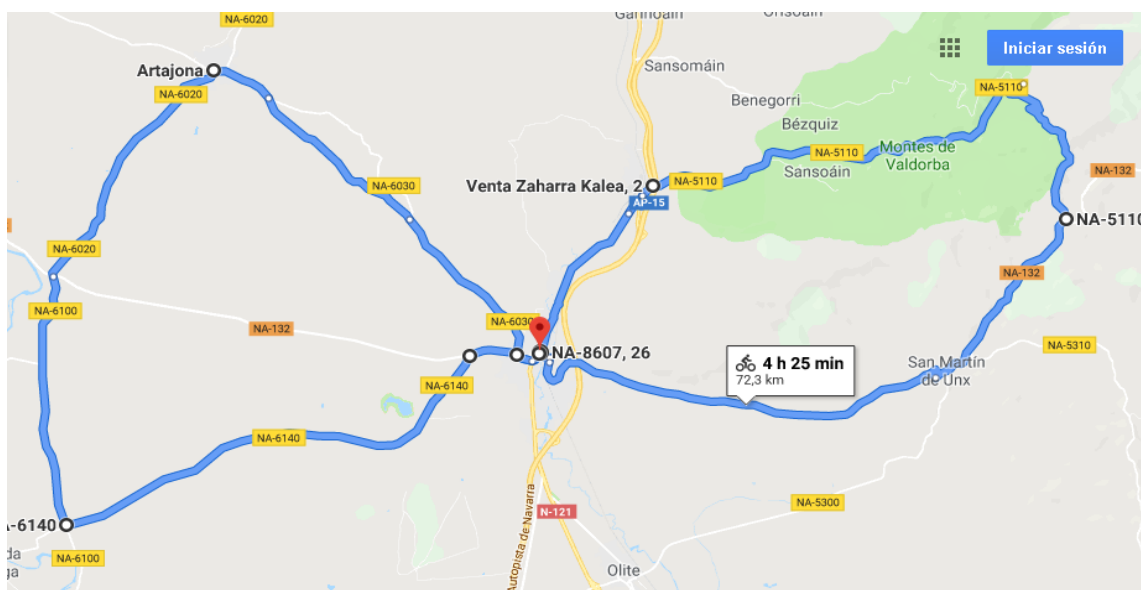 NA-6020
Garinoain
Iniciar sesión
Sansomáin
Artajona
NA-6020
NA-5110
Benegorri
Bézquiz
Montes de
Valdorba
NA-5110
Sansoáin
NA-132
NA-6030
Venta Zaharra Kalea, 2
NA-5110
AP-15
NA-5110
NA-6020
NA-132
NA-6100
NA-132
NA-6030
NA-8607, 26
NA-5310
4 h 25 min
72,3 km
San Martín
de Unx
NA-6140
NA-6140
NA-5300
Autopista de Navarra
N-121
A-6140
da
ga
NA-6100
Olite